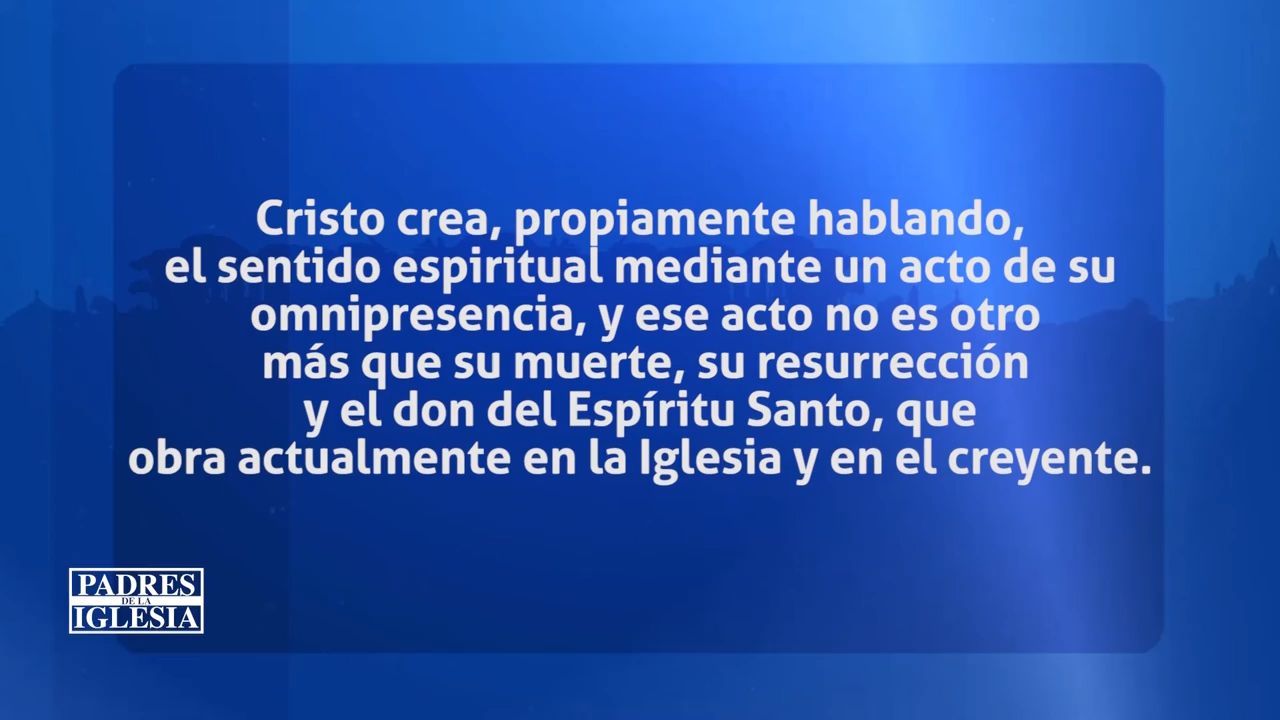 Cristo crea, propiamente hablando,
el sentido espiritual mediante un acto de su
omnipresencia, y ese acto no es otro
más que su muerte, su resurrección
y el don del Espíritu Santo, que
obra actualmente en la Iglesia y en el creyente.
PADRES
DE LA
IGLESIA